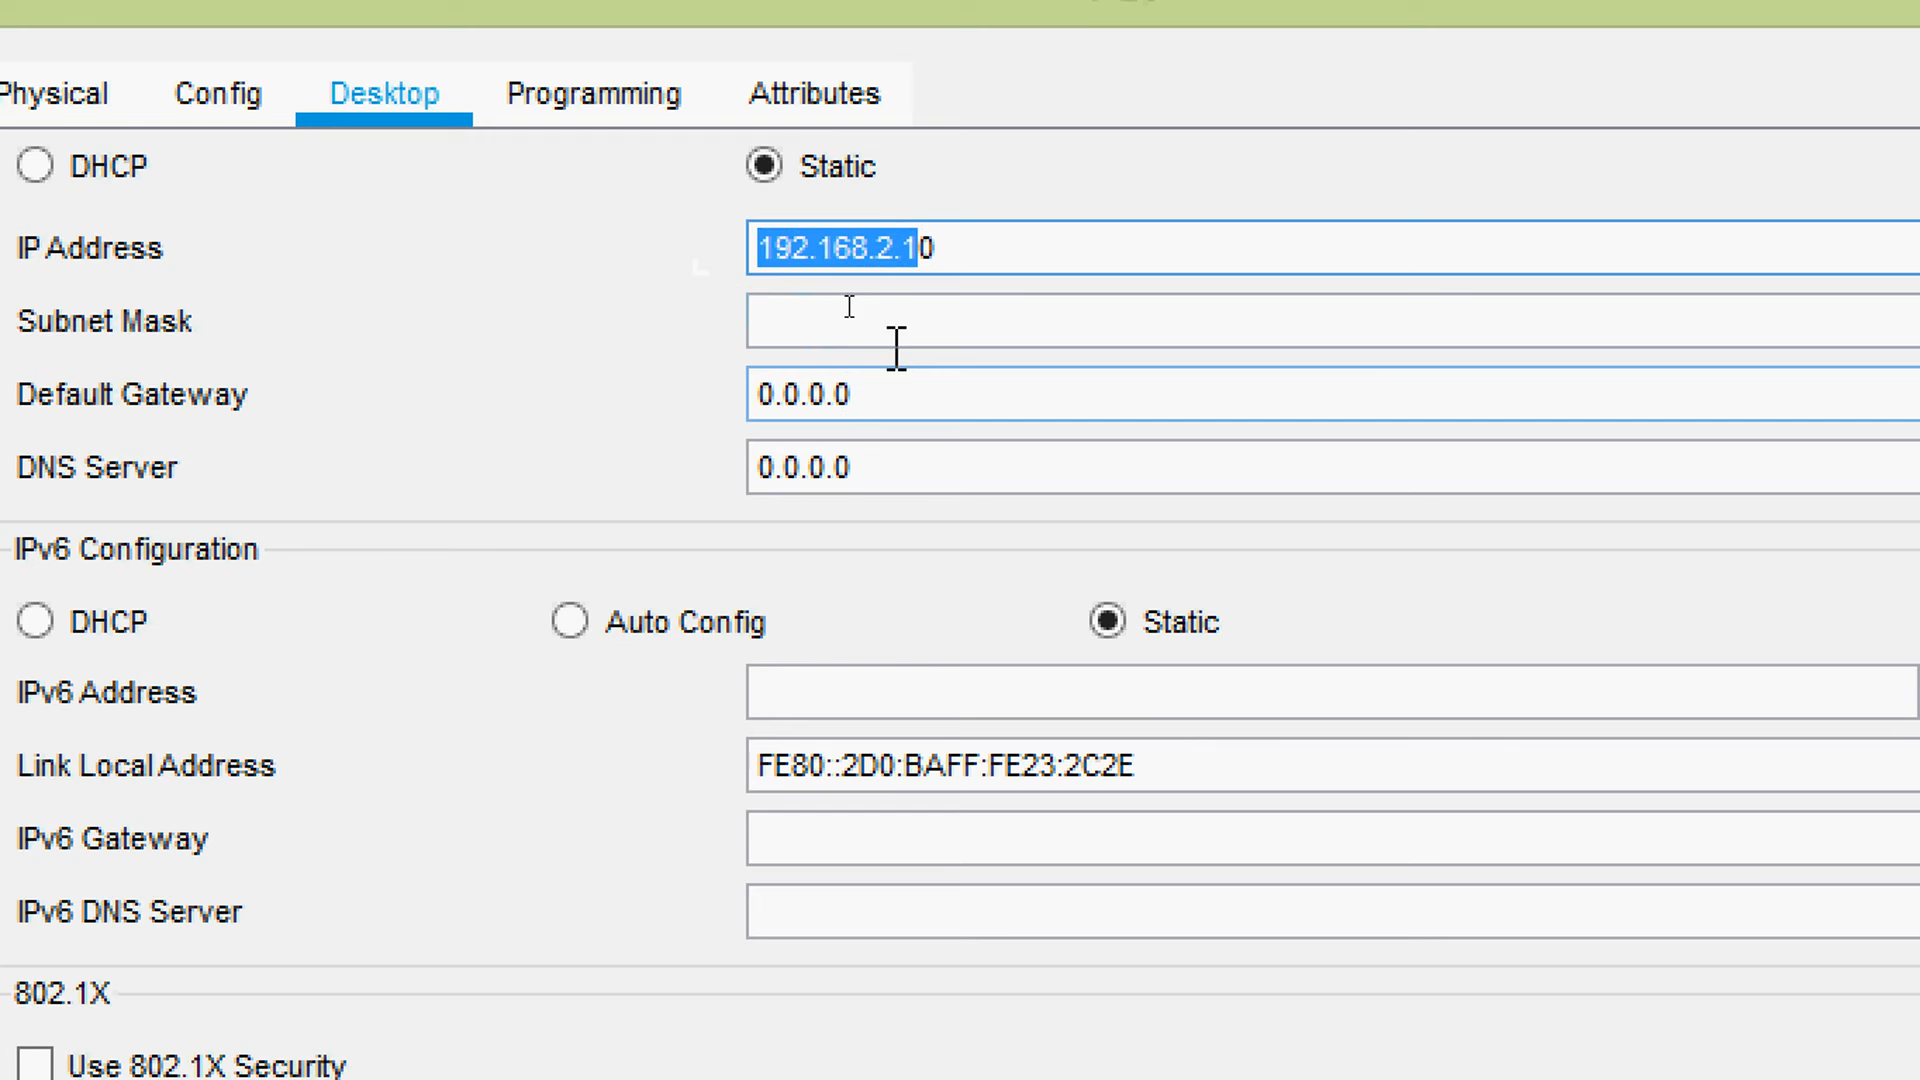 Physical Config Desktop Programming Attributes
DHCP Static
IP Address 192.168.2.10
Subnet Mask
Default Gateway 0.0.0.0
DNS Server 0.0.0.0
IPv6 Configuration
DHCP Auto Config Static
IPv6 Address
Link Local Address FE80::2D0:BAFF:FE23:2C2E
IPv6 Gateway
IPv6 DNS Server
802.1X
Use 802.1X Security